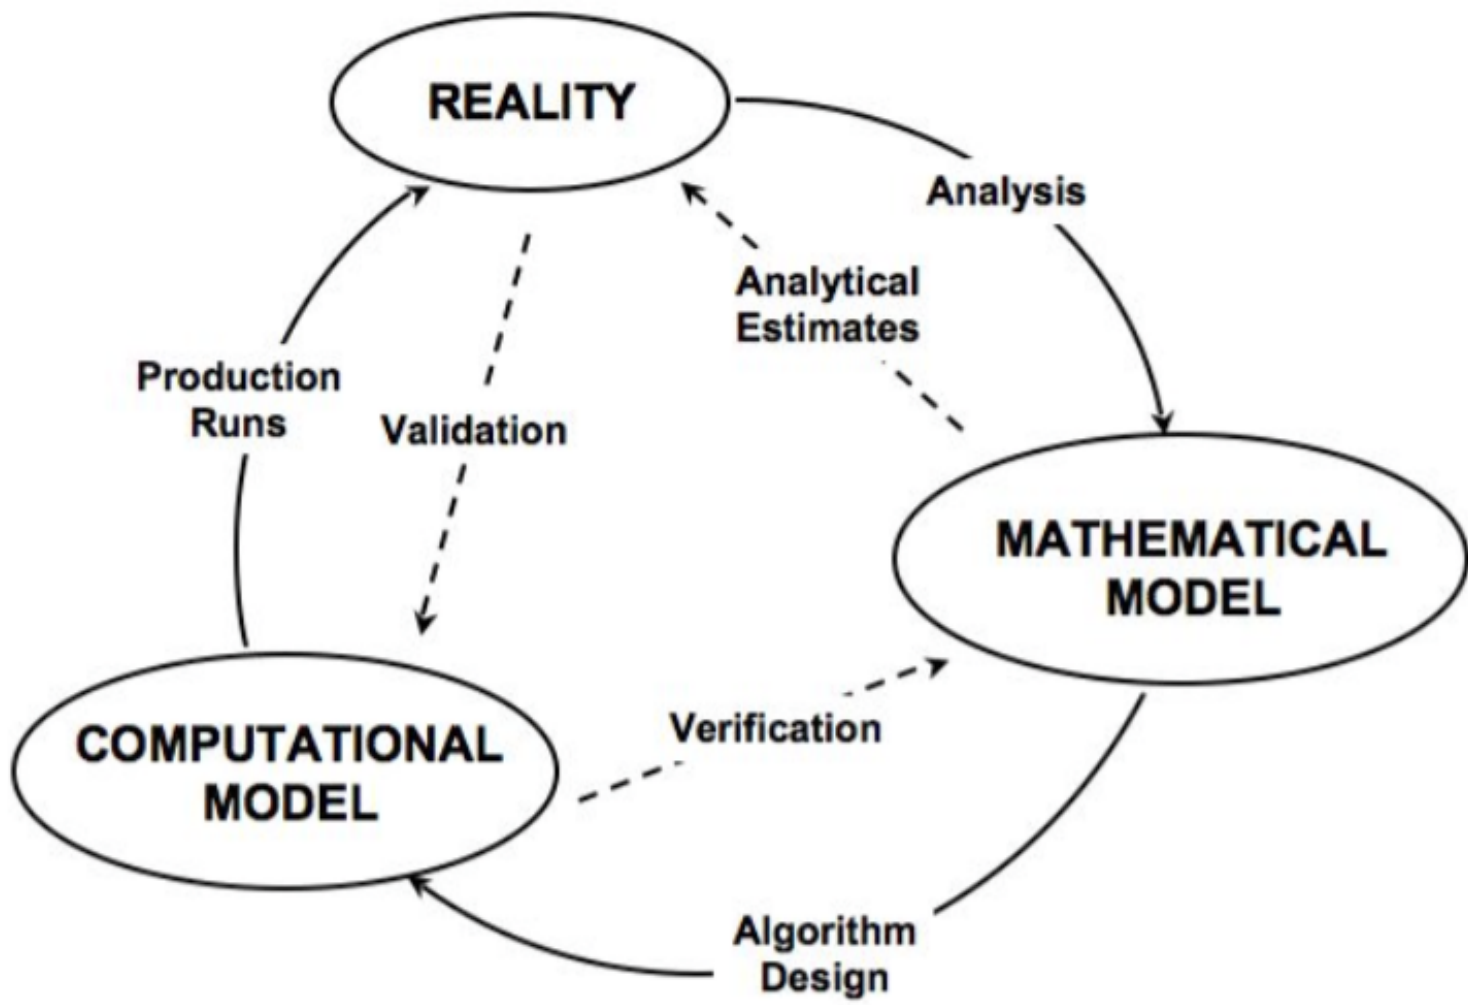 REALITY
Analysis
Analytical
Estimates
Production
Runs
Validation
MATHEMATICAL
MODEL
Verification
COMPUTATIONAL
MODEL
Algorithm
Design